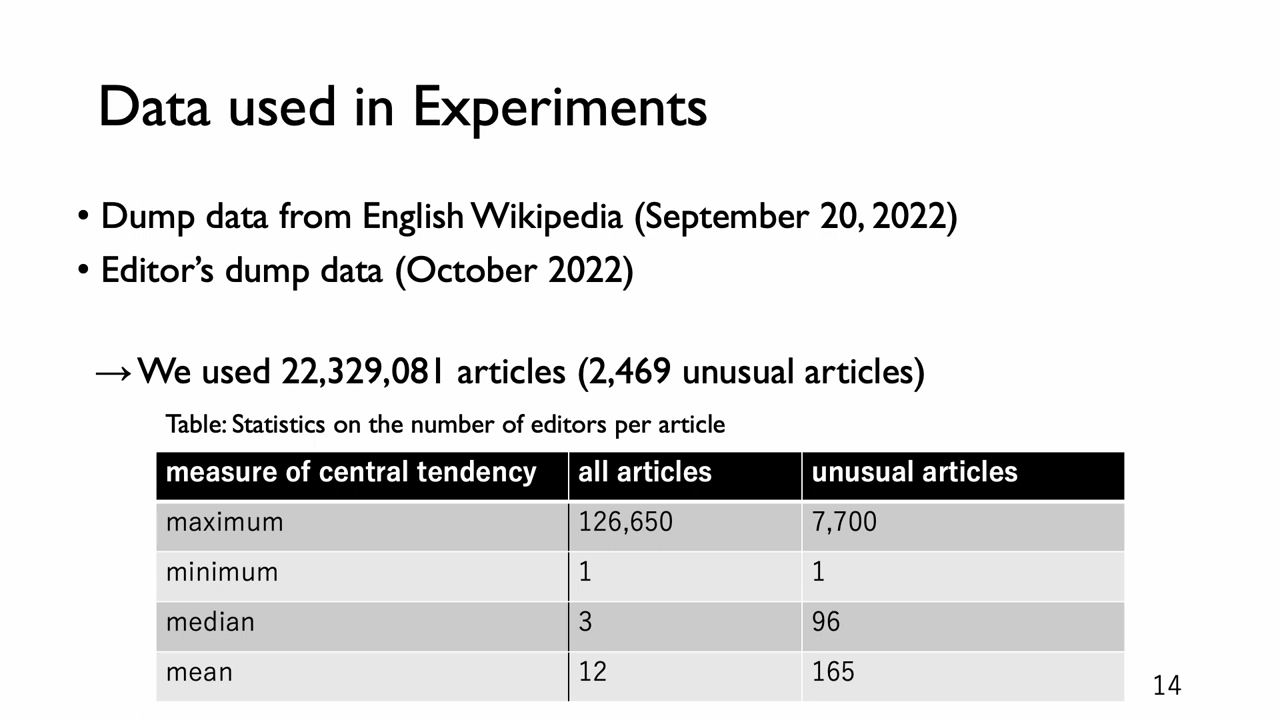 Data used in Experiments
• Dump data from English Wikipedia (September 20, 2022)
• Editor’s dump data (October 2022)
→ We used 22,329,081 articles (2,469 unusual articles)
Table: Statistics on the number of editors per article
measure of central tendency all articles unusual articles
maximum 126,650 7,700
minimum 1 1
median 3 96
mean 12 165
14